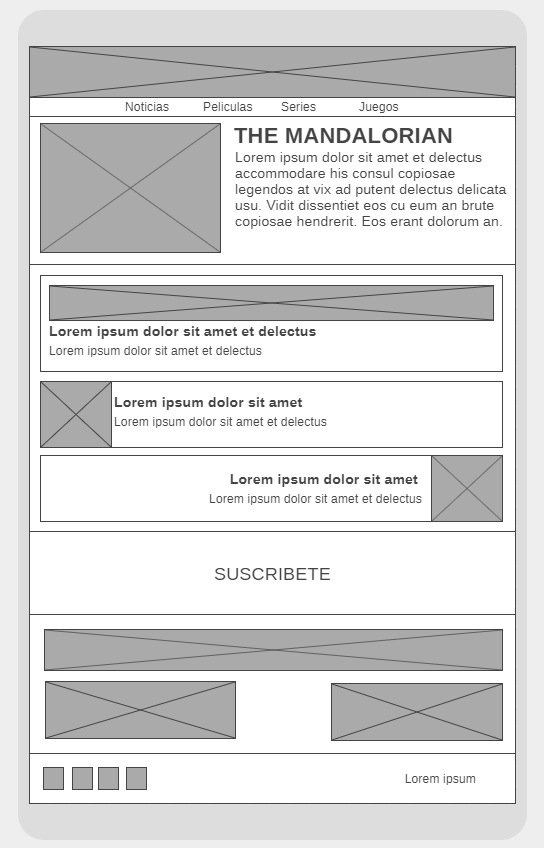 Noticias Peliculas Series Juegos
THE MANDALORIAN
Lorem ipsum dolor sit amet et delectus
accommodare his consul copiosae
legendos at vix ad putent delectus delicata
usu. Vidit dissentiet eos cu eum an brute
copiosae hendrerit. Eos erant dolorum an.
Lorem ipsum dolor sit amet et delectus
Lorem ipsum dolor sit amet et delectus
Lorem ipsum dolor sit amet
Lorem ipsum dolor sit amet et delectus
Lorem ipsum dolor sit amet
Lorem ipsum dolor sit amet et delectus
SUSCRIBETE
Lorem ipsum